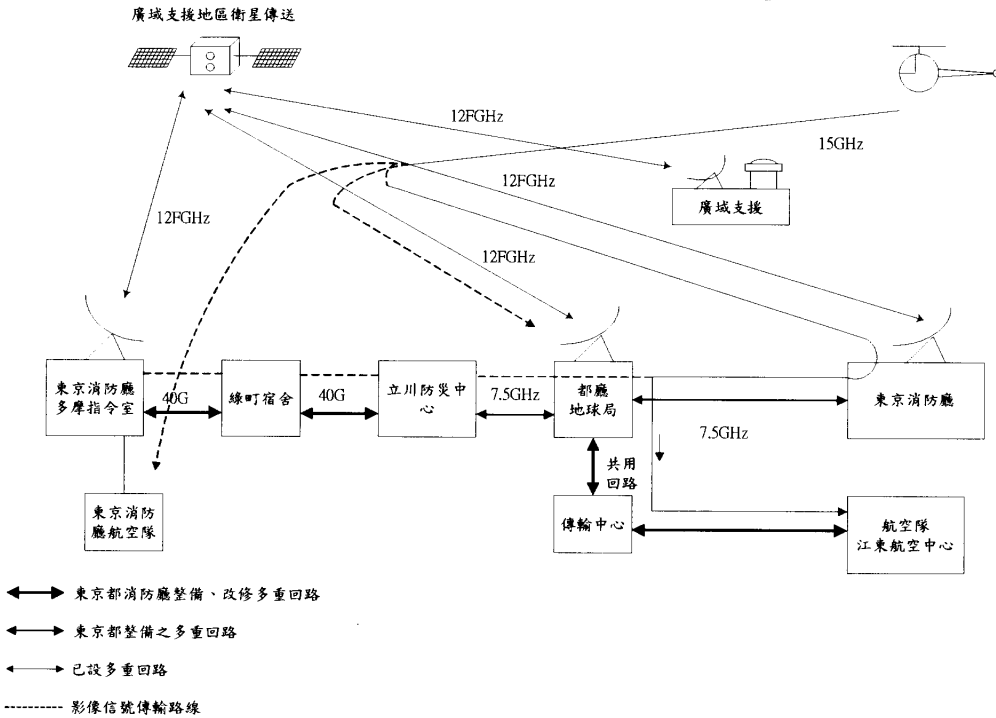 廣域支援地區衛星傳送
12FGHz
15GHz
12FGHz
廣域支援
12FGHz
12FGHz
東京消防廳
多摩指令室
40G
綠町宿舍
40G
立川防災中
心
7.5GHz
都廳
地球局
東京消防廳
7.5GHz
共用
回路
東京消防
廳航空隊
傳輸中心
航空隊
江東航空中心
東京都消防廳整備、改修多重回路
東京都整備之多重回路
已設多重回路
影像信號傳輸路線